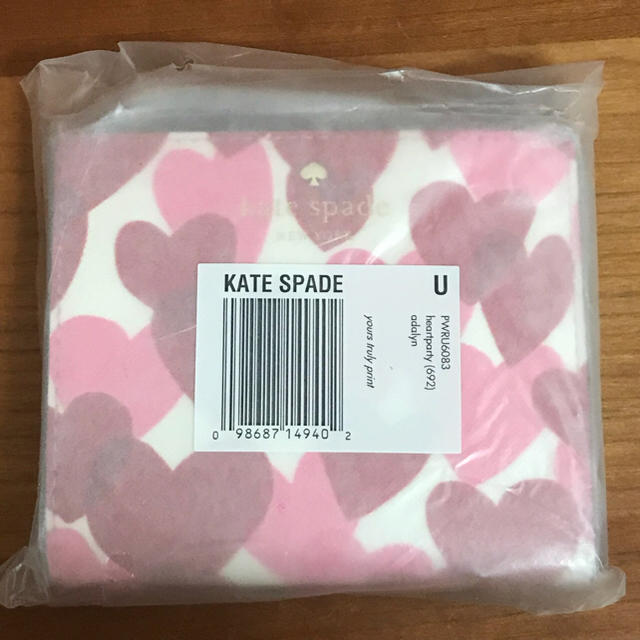 kate spade
NEW YORK
KATE SPADE
U
0 98687 14940 2
yours truly print
PWRU6083
heartparty (692)
adalyn